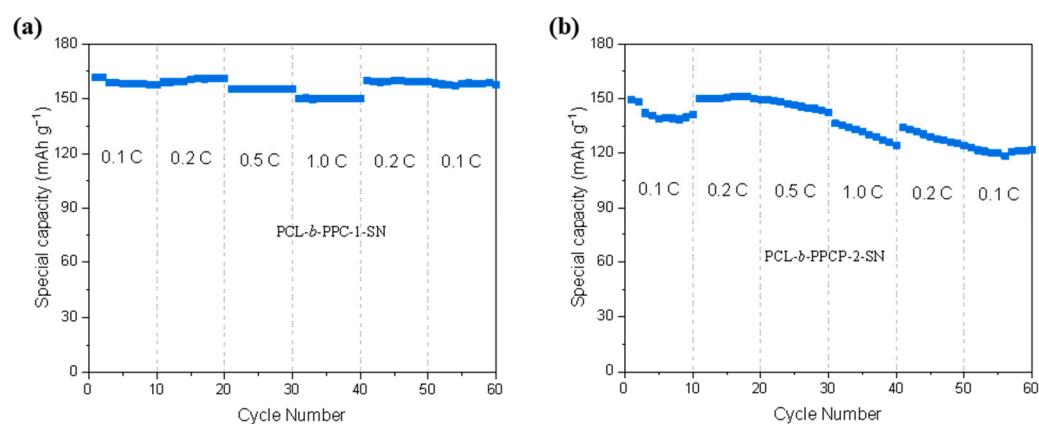 (a)
180
150
120
90
60
30
0
Special capacity (mAh g⁻¹)
0.1 C 0.2 C 0.5 C 1.0 C 0.2 C 0.1 C
PCL-b-PPC-1-SN
0 10 20 30 40 50 60
Cycle Number
(b)
180
150
120
90
60
30
0
Special capacity (mAh g⁻¹)
0.1 C 0.2 C 0.5 C 1.0 C 0.2 C 0.1 C
PCL-b-PPCP-2-SN
0 10 20 30 40 50 60
Cycle Number